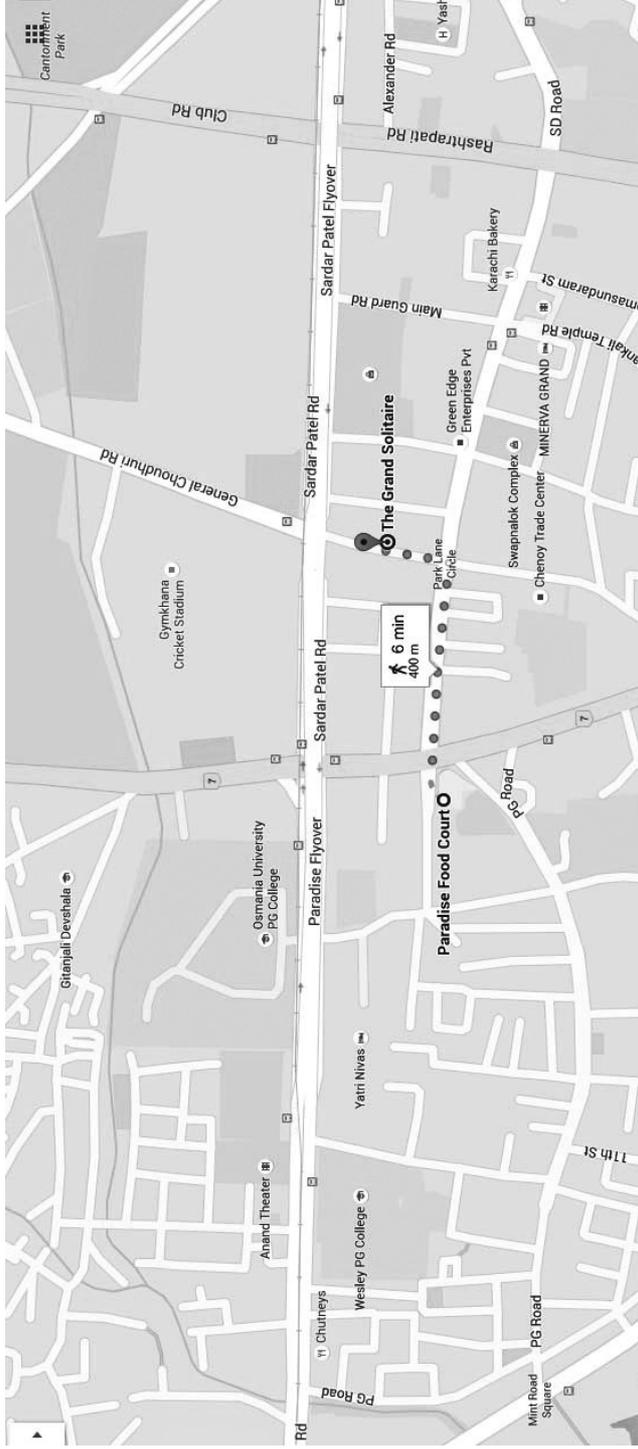 Cantonment
Park
Club Rd
Alexander Rd
Yash
Rashtrapati Rd
SD Road
Sardar Patel Flyover
Karachi Bakery
Main Guard Rd
MINERVA GRAND
General Choudhuri Rd
Sardar Patel Rd
The Grand Solitaire
Green Edge
Enterprises Pvt
Swapnalok Complex
Chenoy Trade Center
Park Lane
Circle
Gymkhana
Cricket Stadium
6 min
400 m
Sardar Patel Rd
7
7
PG Road
Paradise Food Court
Paradise Flyover
Osmania University
PG College
Gitanjali Devshala
Yatri Nivas
11th St
Anand Theater
Wesley PG College
Chutneys
PG Road
PG Road
Mint Road
Square
Rd